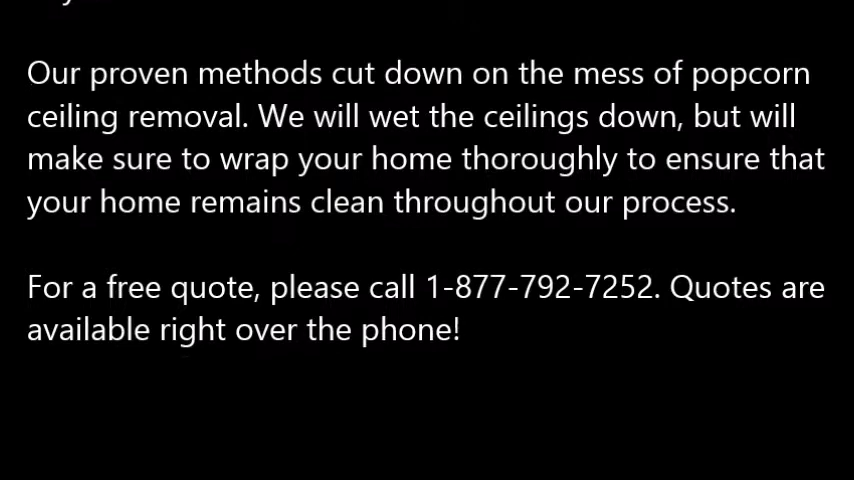 Our proven methods cut down on the mess of popcorn
ceiling removal. We will wet the ceilings down, but will
make sure to wrap your home thoroughly to ensure that
your home remains clean throughout our process.
For a free quote, please call 1-877-792-7252. Quotes are
available right over the phone!